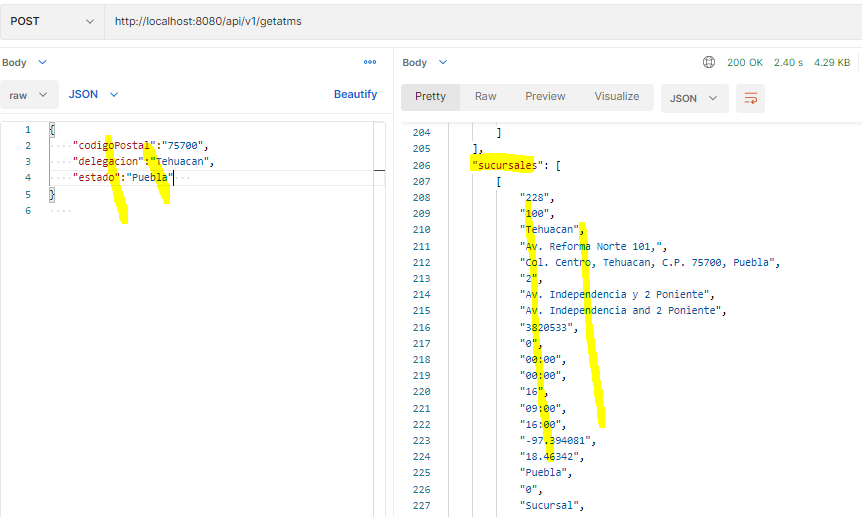 POST http://localhost:8080/api/v1/getatms
Body
raw JSON Beautify
1 {
2 "codigoPostal":"75700",
3 "delegacion":"Tehuacan",
4 "estado":"Puebla"
5 }
6
Body 200 OK 2.40 s 4.29 KB
Pretty Raw Preview Visualize JSON
204 ]
205 ],
206 "sucursales": [
207 [
208 "228",
209 "100",
210 "Tehuacan",
211 "Av. Reforma Norte 101,",
212 "Col. Centro, Tehuacan, C.P. 75700, Puebla",
213 "2",
214 "Av. Independencia y 2 Poniente",
215 "Av. Independencia and 2 Poniente",
216 "3820533",
217 "0",
218 "00:00",
219 "00:00",
220 "16",
221 "09:00",
222 "16:00",
223 "-97.394081",
224 "18.46342",
225 "Puebla",
226 "0",
227 "Sucursal",